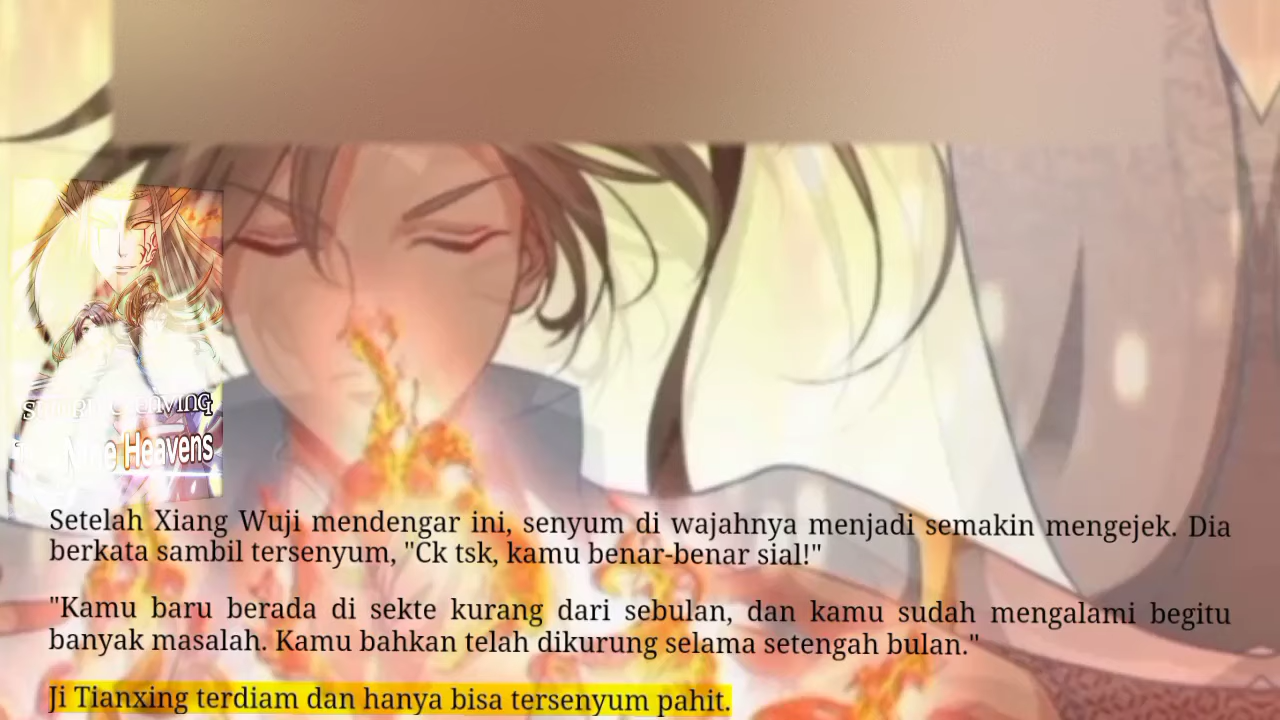 Heavens
Setelah Xiang Wuji mendengar ini, senyum di wajahnya menjadi semakin mengejek. Dia
berkata sambil tersenyum, "Ck tsk, kamu benar-benar sial!"
"Kamu baru berada di sekte kurang dari sebulan, dan kamu sudah mengalami begitu
banyak masalah. Kamu bahkan telah dikurung selama setengah bulan."
Ji Tianxing terdiam dan hanya bisa tersenyum pahit.